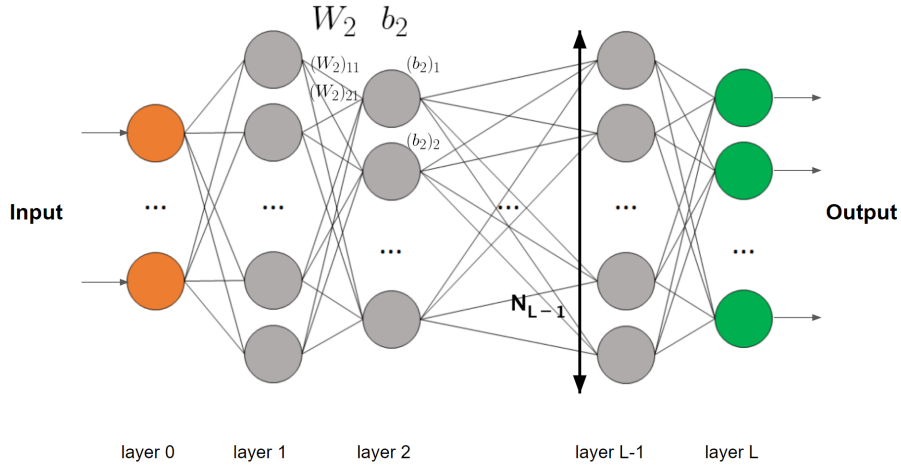 W₂ b₂
(W₂)₁₁ (b₂)₁
(W₂)₂₁
(b₂)₂
... ... ... ...
Input Output
... ...
N_{L−1}
layer 0 layer 1 layer 2 layer L-1 layer L